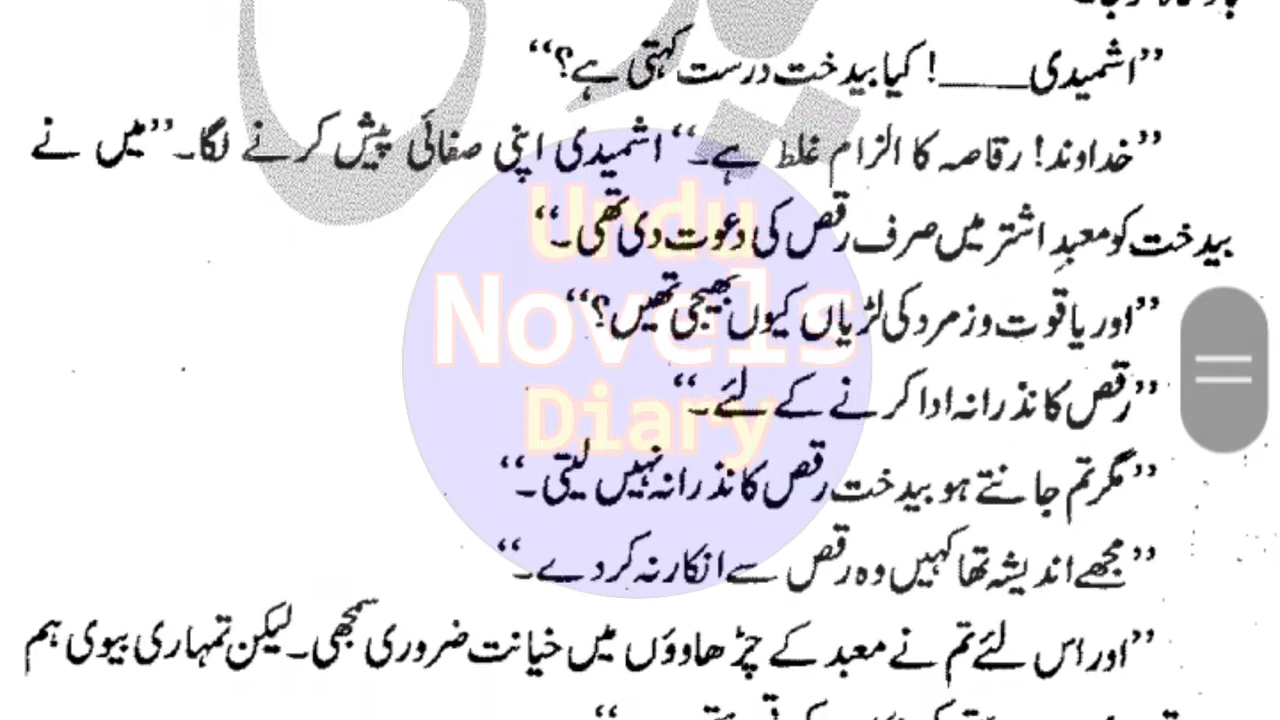 ”اشمیدی____! کیا بیدخت درست کہتی ہے؟“
”خداوند! رقاصہ کا الزام غلط ہے۔“ اشمیدی اپنی صفائی پیش کرنے لگا۔ ”میں نے
بیدخت کو معبدِ اشتر میں صرف رقص کی دعوت دی تھی۔“
”اور یاقوت و زمرد کی لڑیاں کیوں بھیجی تھیں؟“
”رقص کا نذرانہ ادا کرنے کے لئے۔“
”مگر تم جانتے ہو بیدخت رقص کا نذرانہ نہیں لیتی۔“
”مجھے اندیشہ تھا کہیں وہ رقص سے انکار نہ کر دے۔“
”اور اس لئے تم نے معبد کے چڑھاووؤں میں خیانت ضروری سمجھی۔ لیکن تمہاری بیوی ہم
Urdu
Novels
Diary